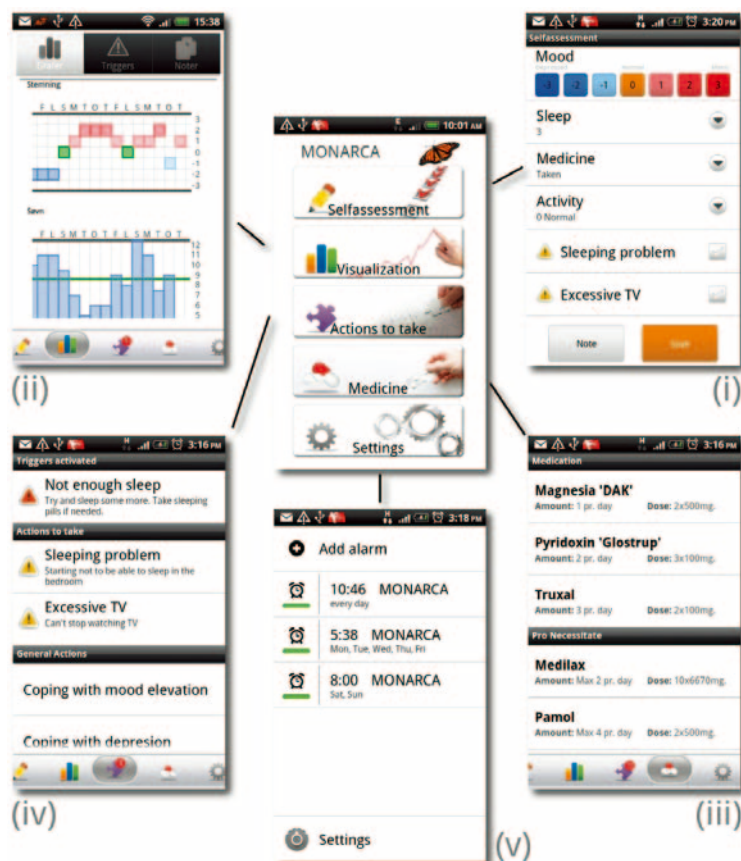 15:38
Triggers
Noter
Stemning
F L S M T O T F L S M T O T
3
2
1
0
-1
-2
-3
Søvn
F L S M T O T F L S M T O T
12
11
10
9
8
7
6
5
(ii)
10:01 AM
MONARCA
Selfassessment
Visualization
Actions to take
Medicine
Settings
3:20 PM
Selfassessment
Mood
-3 -2 -1 0 1 2 3
Sleep
3
Medicine
Taken
Activity
0 Normal
Sleeping problem
Excessive TV
Note
(i)
3:16 PM
Triggers activated
Not enough sleep
Try and sleep some more. Take sleeping
pills if needed.
Actions to take
Sleeping problem
Starting not to be able to sleep in the
bedroom
Excessive TV
Can't stop watching TV
General Actions
Coping with mood elevation
Coping with depresion
(iv)
3:18 PM
Add alarm
10:46 MONARCA
every day
5:38 MONARCA
Mon, Tue, Wed, Thu, Fri
8:00 MONARCA
Sat, Sun
Settings
(v)
3:16 PM
Medication
Magnesia 'DAK'
Amount: 1 pr. day Dose: 2x500mg.
Pyridoxin 'Glostrup'
Amount: 2 pr. day Dose: 3x100mg.
Truxal
Amount: 3 pr. day Dose: 2x100mg.
Pro Necessitate
Medilax
Amount: Max 2 pr. day Dose: 10x6670mg.
Pamol
Amount: Max 4 pr. day Dose: 2x500mg.
(iii)